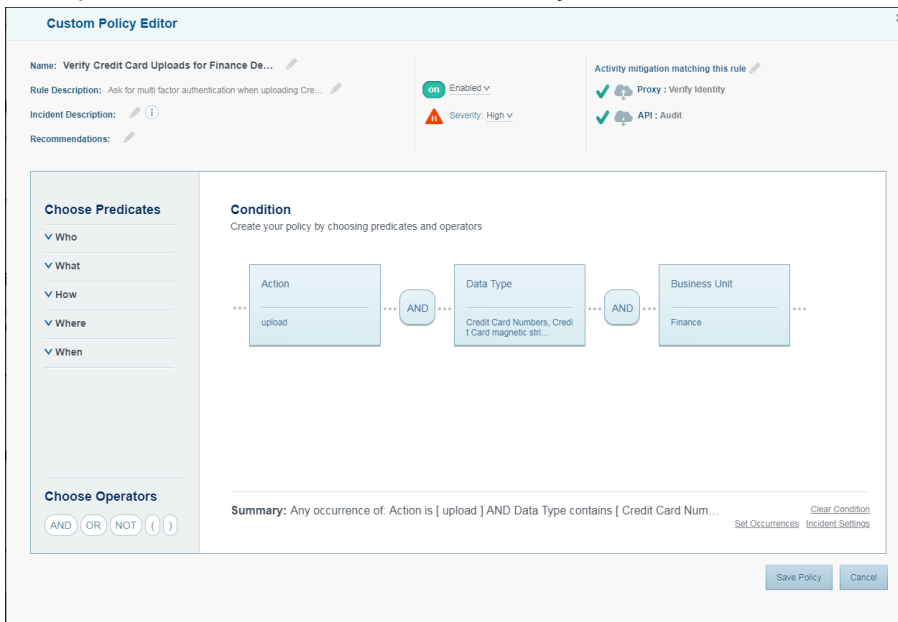 Custom Policy Editor
Name: Verify Credit Card Uploads for Finance De...
Rule Description: Ask for multi factor authentication when uploading Cre...
Incident Description:
Recommendations:
on Enabled
H Severity: High
Activity mitigation matching this rule
Proxy : Verify Identity
API : Audit
Choose Predicates
Who
What
How
Where
When
Choose Operators
AND OR NOT ( )
Condition
Create your policy by choosing predicates and operators
Action
upload
AND
Data Type
Credit Card Numbers, Credi
t Card magnetic stri...
AND
Business Unit
Finance
Summary: Any occurrence of: Action is [ upload ] AND Data Type contains [ Credit Card Num...
Clear Condition
Set Occurrences Incident Settings
Save Policy Cancel